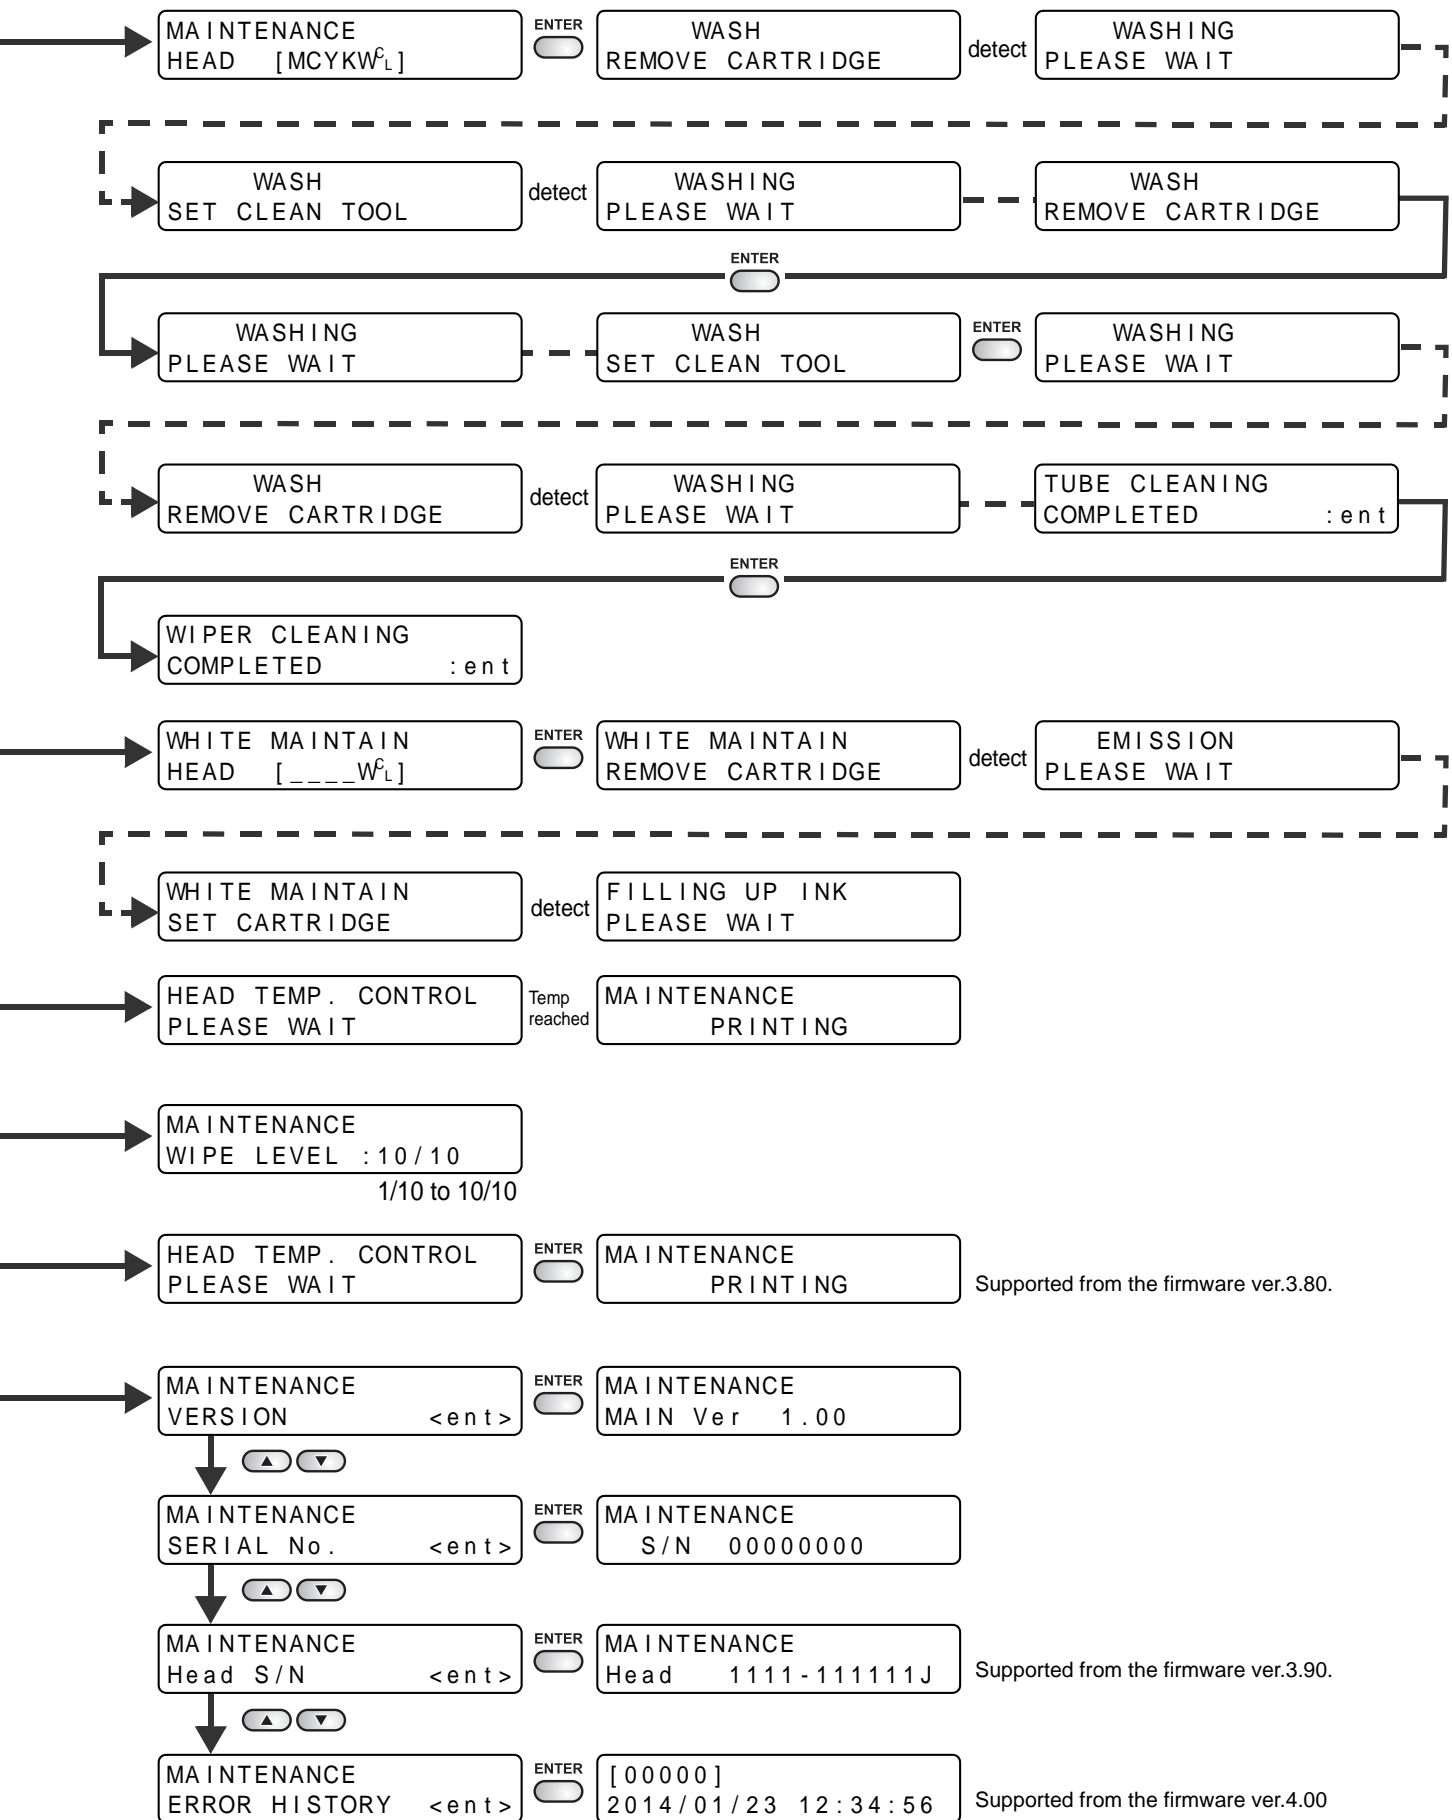 MAINTENANCE
HEAD [MCYKWCL]
ENTER
WASH
REMOVE CARTRIDGE
detect
WASHING
PLEASE WAIT
WASH
SET CLEAN TOOL
detect
WASHING
PLEASE WAIT
WASH
REMOVE CARTRIDGE
ENTER
WASHING
PLEASE WAIT
WASH
SET CLEAN TOOL
ENTER
WASHING
PLEASE WAIT
WASH
REMOVE CARTRIDGE
detect
WASHING
PLEASE WAIT
TUBE CLEANING
COMPLETED :ent
ENTER
WIPER CLEANING
COMPLETED :ent
WHITE MAINTAIN
HEAD [____WCL]
ENTER
WHITE MAINTAIN
REMOVE CARTRIDGE
detect
EMISSION
PLEASE WAIT
WHITE MAINTAIN
SET CARTRIDGE
detect
FILLING UP INK
PLEASE WAIT
HEAD TEMP. CONTROL
PLEASE WAIT
Temp
reached
MAINTENANCE
PRINTING
MAINTENANCE
WIPE LEVEL :10/10
1/10 to 10/10
HEAD TEMP. CONTROL
PLEASE WAIT
ENTER
MAINTENANCE
PRINTING
Supported from the firmware ver.3.80.
MAINTENANCE
VERSION <ent>
ENTER
MAINTENANCE
MAIN Ver 1.00
MAINTENANCE
SERIAL No. <ent>
ENTER
MAINTENANCE
S/N 00000000
MAINTENANCE
Head S/N <ent>
ENTER
MAINTENANCE
Head 1111-111111J
Supported from the firmware ver.3.90.
MAINTENANCE
ERROR HISTORY <ent>
ENTER
[00000]
2014/01/23 12:34:56
Supported from the firmware ver.4.00